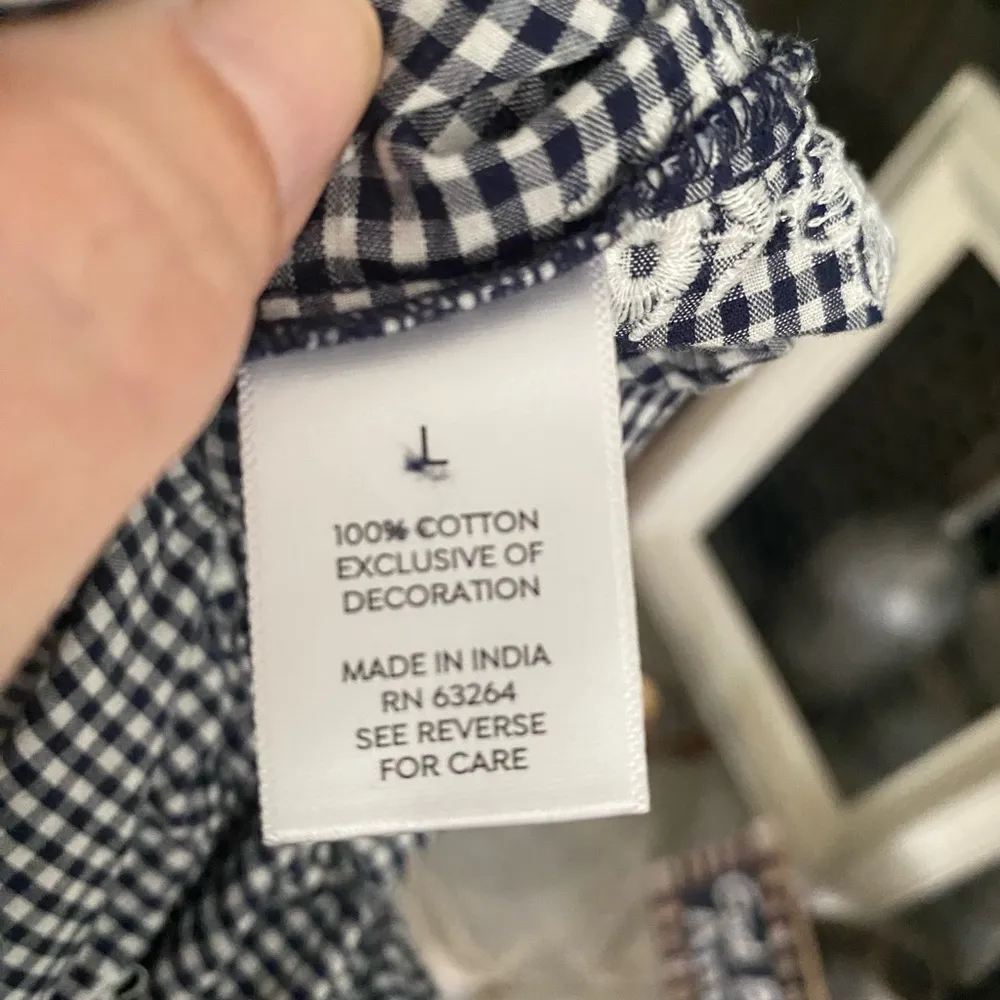 L
100% COTTON
EXCLUSIVE OF
DECORATION
MADE IN INDIA
RN 63264
SEE REVERSE
FOR CARE